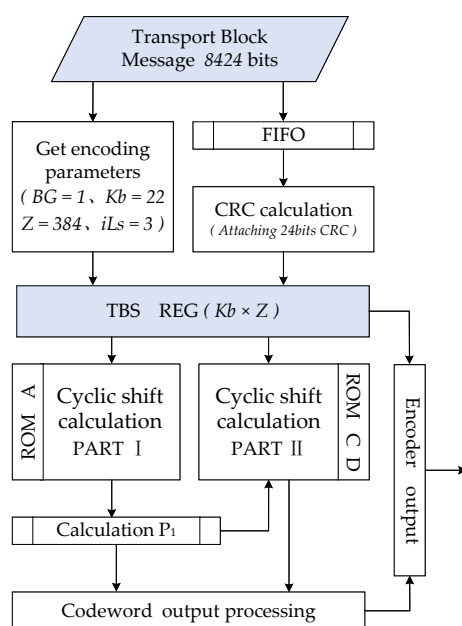 Transport Block
Message 8424 bits
Get encoding
parameters
( BG = 1、Kb = 22
Z = 384、iLs = 3 )
FIFO
CRC calculation
( Attaching 24bits CRC )
TBS REG ( Kb × Z )
ROM A
Cyclic shift
calculation
PART Ⅰ
Cyclic shift
calculation
PART Ⅱ
ROM C D
Encoder output
Calculation P1
Codeword output processing